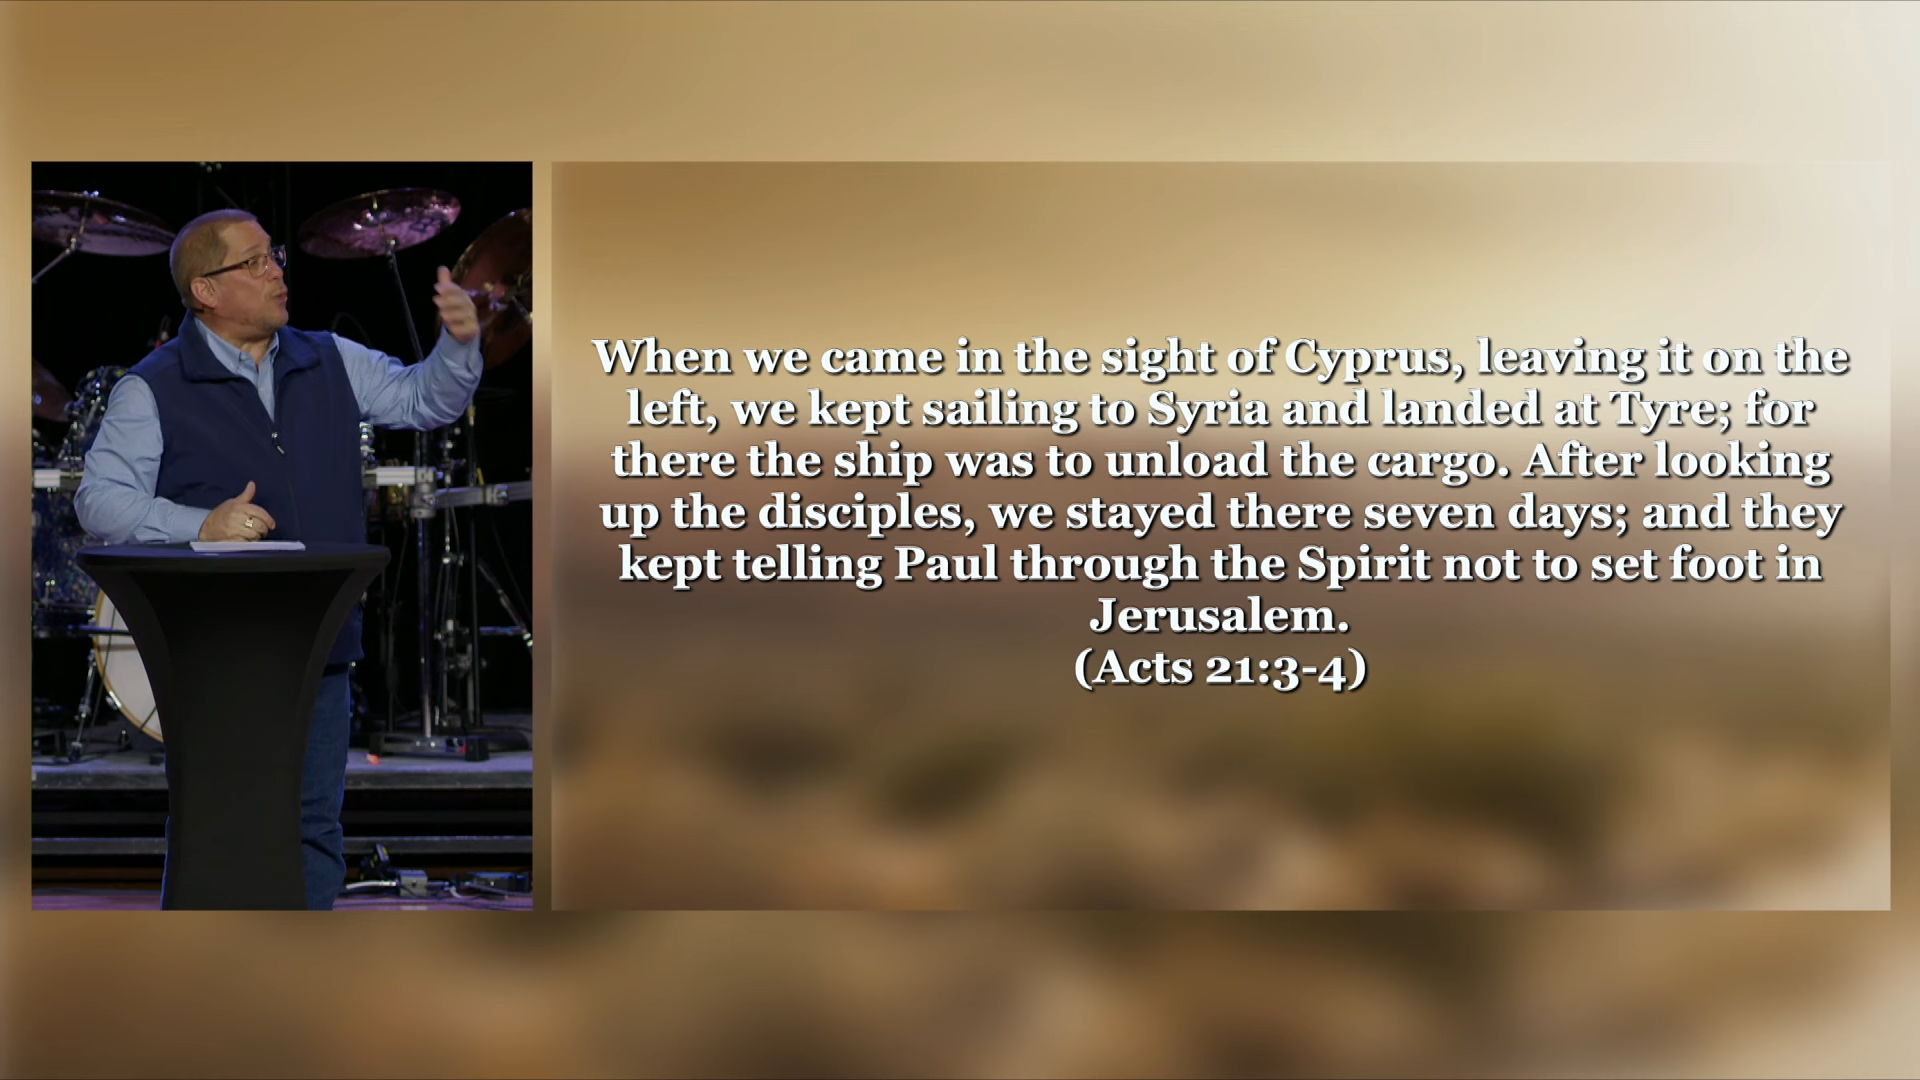 When we came in the sight of Cyprus, leaving it on the
left, we kept sailing to Syria and landed at Tyre; for
there the ship was to unload the cargo. After looking
up the disciples, we stayed there seven days; and they
kept telling Paul through the Spirit not to set foot in
Jerusalem.
(Acts 21:3-4)